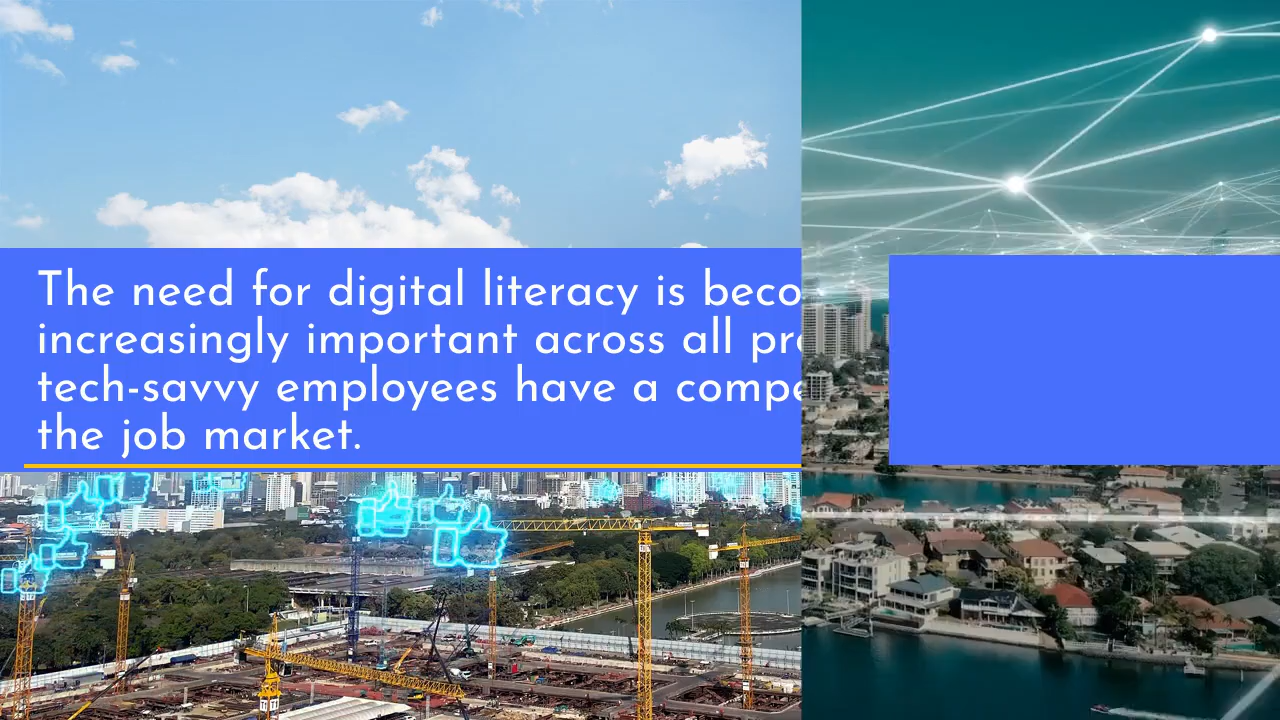 The need for digital literacy is beco
increasingly important across all pro
tech-savvy employees have a compe
the job market.